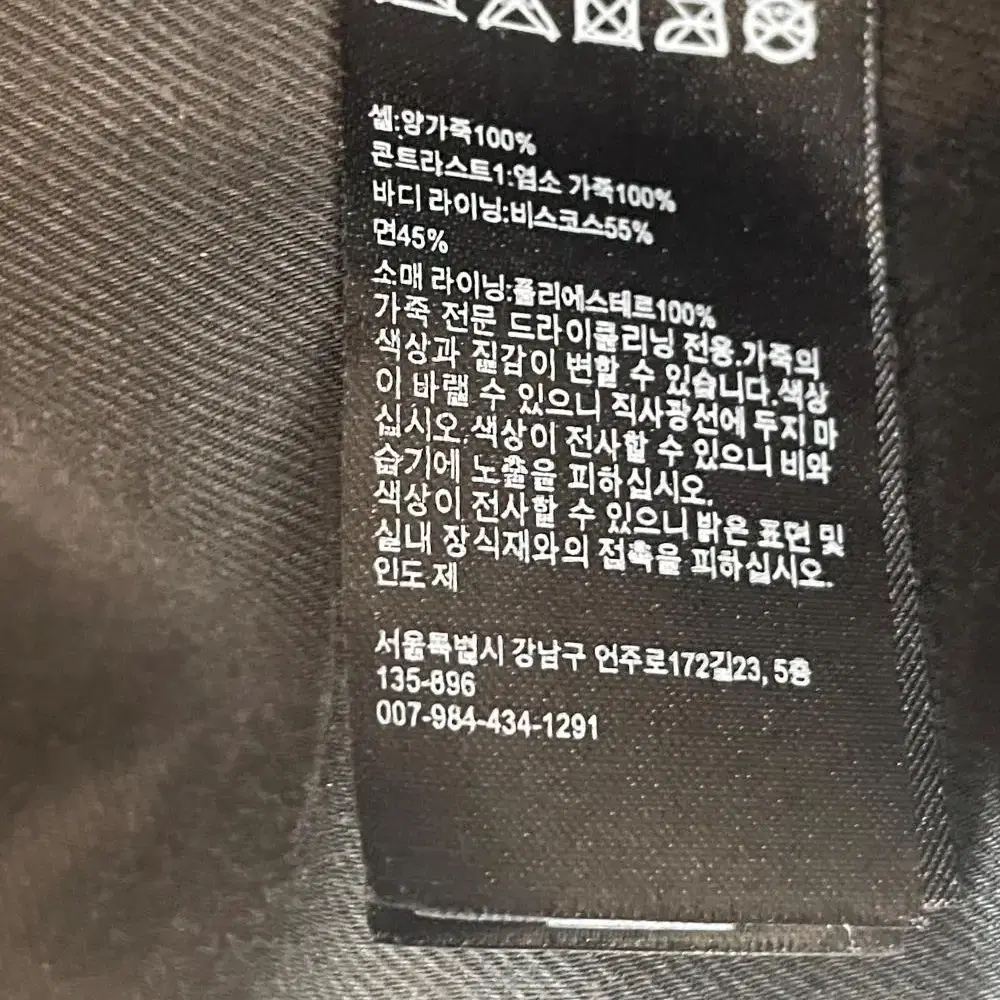 셸:양가죽100%
콘트라스트1:염소 가죽100%
바디 라이닝:비스코스55%
면45%
소매 라이닝:폴리에스테르100%
가죽 전문 드라이클리닝 전용.가죽의
색상과 질감이 변할 수 있습니다.색상
이 바랠 수 있으니 직사광선에 두지 마
십시오.색상이 전사할 수 있으니 비와
습기에 노출을 피하십시오.
색상이 전사할 수 있으니 밝은 표면 및
실내 장식재와의 접촉을 피하십시오.
인도 제
서울특별시 강남구 언주로172길23, 5층
135-896
007-984-434-1291